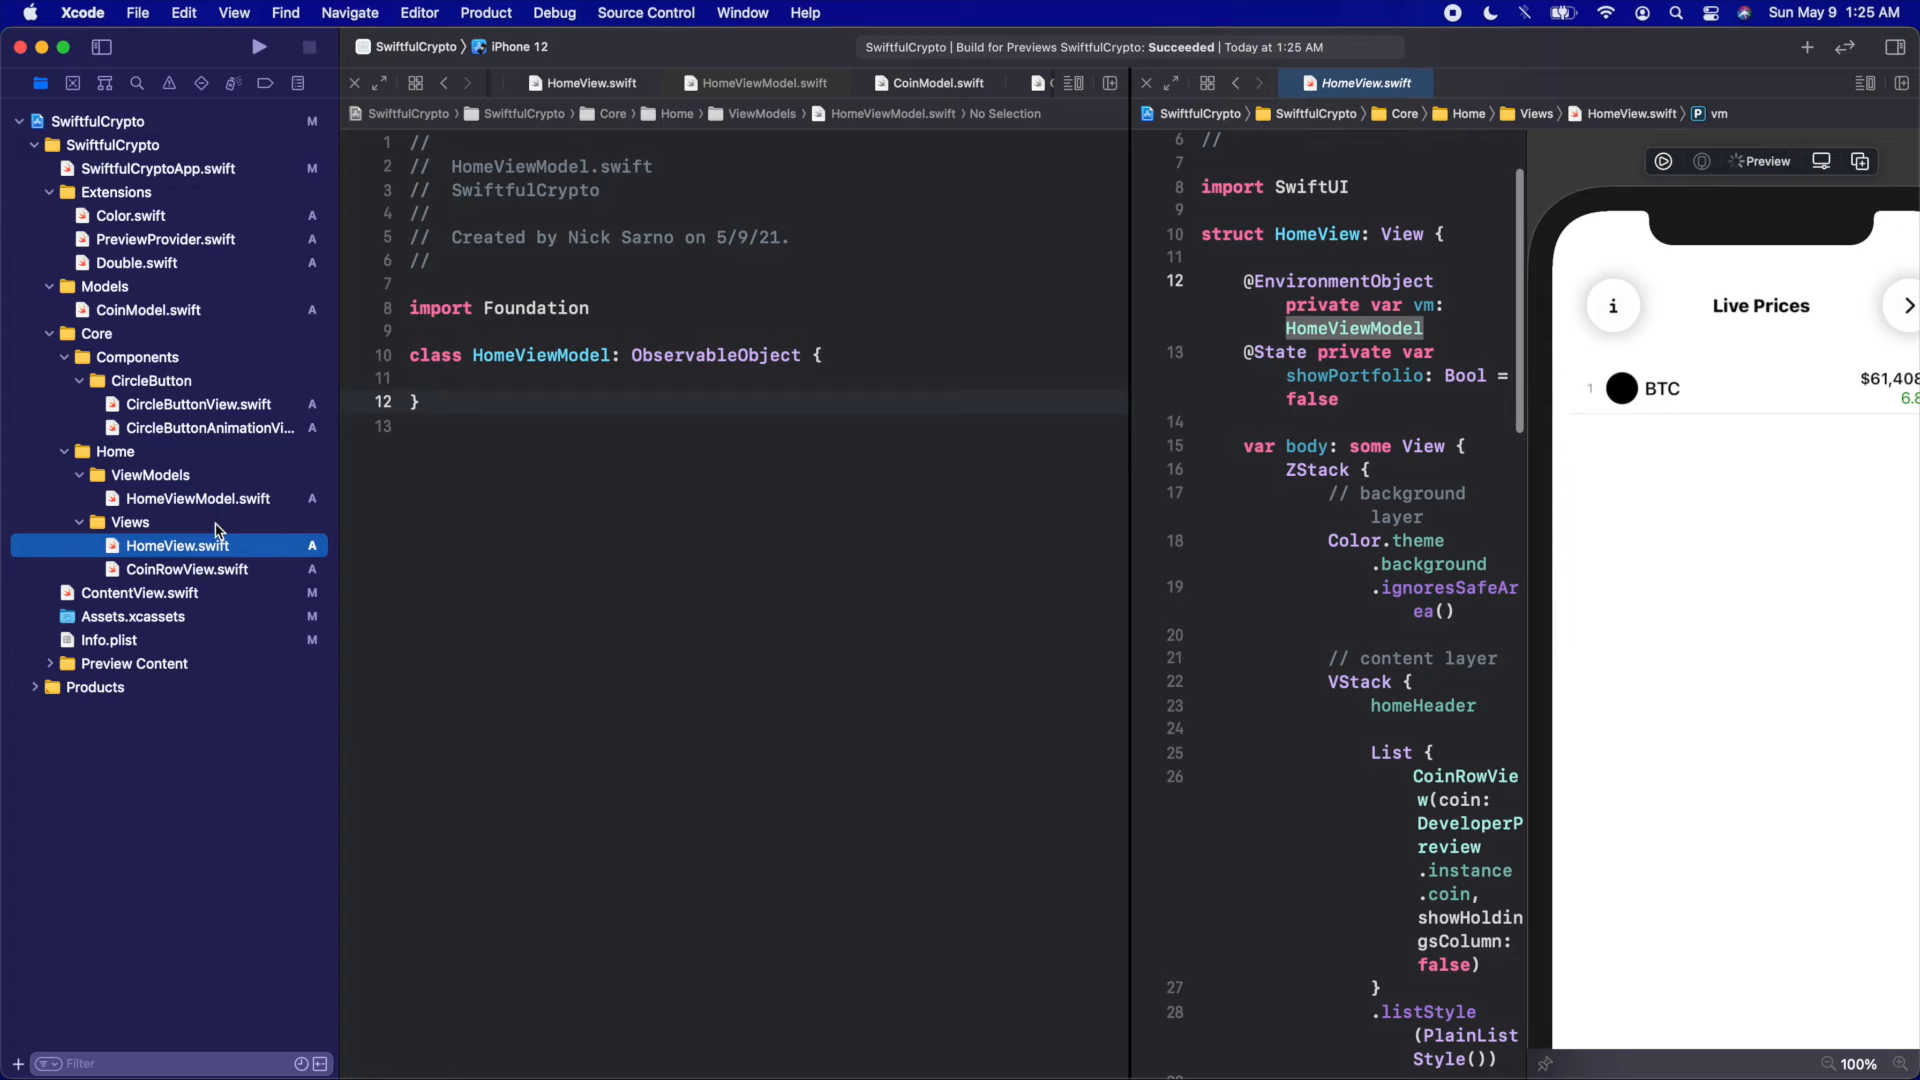 Xcode File Edit View Find Navigate Editor Product Debug Source Control Window Help
Sun May 9 1:25 AM
SwiftfulCrypto 〉 iPhone 12
SwiftfulCrypto | Build for Previews SwiftfulCrypto: Succeeded | Today at 1:25 AM
SwiftfulCrypto M
SwiftfulCrypto
SwiftfulCryptoApp.swift M
Extensions
Color.swift A
PreviewProvider.swift A
Double.swift A
Models
CoinModel.swift A
Core
Components
CircleButton
CircleButtonView.swift A
CircleButtonAnimationVi... A
Home
ViewModels
HomeViewModel.swift A
Views
HomeView.swift A
CoinRowView.swift A
ContentView.swift M
Assets.xcassets M
Info.plist M
Preview Content
Products
Filter
HomeView.swift HomeViewModel.swift CoinModel.swift
SwiftfulCrypto 〉 SwiftfulCrypto 〉 Core 〉 Home 〉 ViewModels 〉 HomeViewModel.swift 〉 No Selection
1 //
2 //  HomeViewModel.swift
3 //  SwiftfulCrypto
4 //
5 //  Created by Nick Sarno on 5/9/21.
6 //
7
8 import Foundation
9
10 class HomeViewModel: ObservableObject {
11
12 }
13
HomeView.swift
SwiftfulCrypto 〉 SwiftfulCrypto 〉 Core 〉 Home 〉 Views 〉 HomeView.swift 〉 P vm
6 //
7
8 import SwiftUI
9
10 struct HomeView: View {
11
12 @EnvironmentObject
private var vm:
HomeViewModel
13 @State private var
showPortfolio: Bool =
false
14
15 var body: some View {
16 ZStack {
17 // background
layer
18 Color.theme
.background
19 .ignoresSafeAr
ea()
20
21 // content layer
22 VStack {
23 homeHeader
24
25 List {
26 CoinRowVie
w(coin:
DeveloperP
review
.instance
.coin,
showHoldin
gsColumn:
false)
27 }
28 .listStyle
(PlainList
Style())
Preview
i
Live Prices
1 BTC
$61,408
6.8
100%